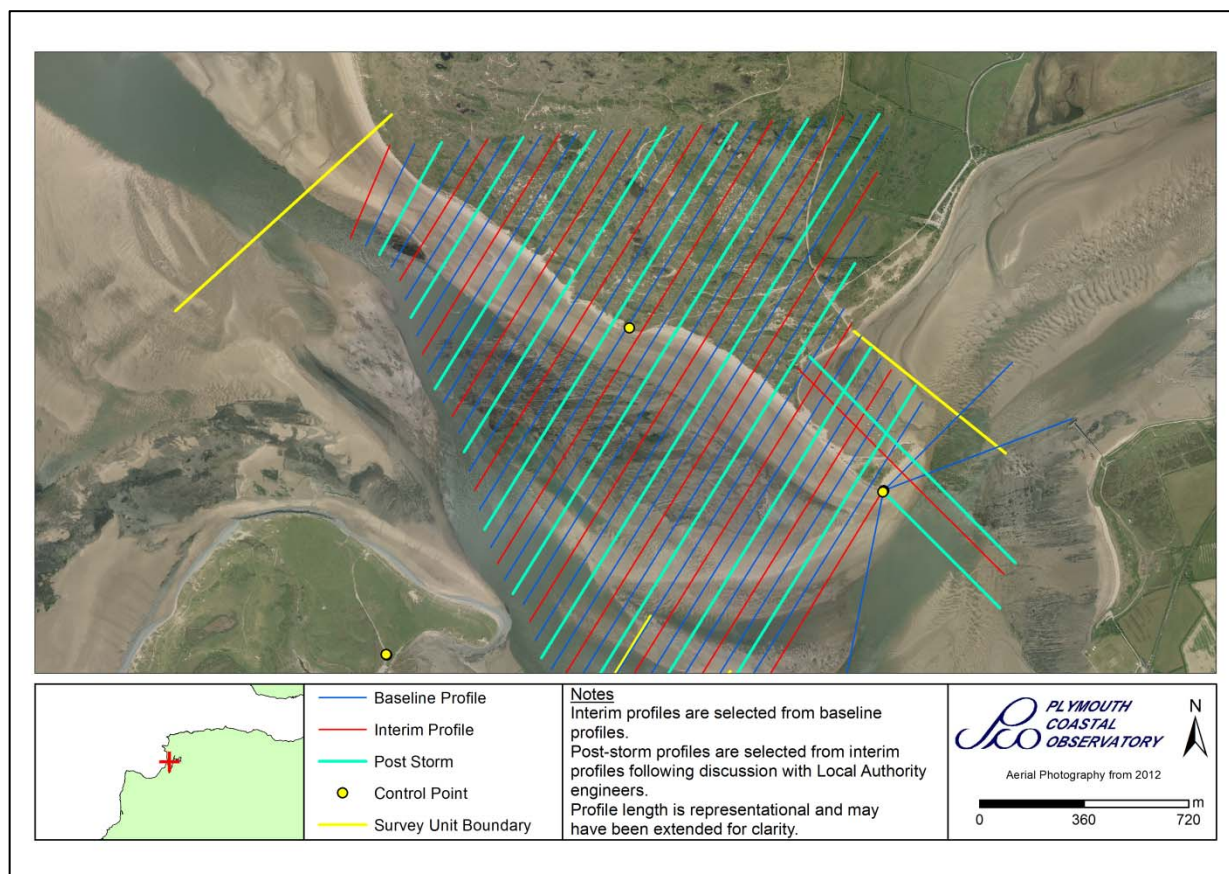 Baseline Profile
Interim Profile
Post Storm
Control Point
Survey Unit Boundary
Notes
Interim profiles are selected from baseline
profiles.
Post-storm profiles are selected from interim
profiles following discussion with Local Authority
engineers.
Profile length is representational and may
have been extended for clarity.
PLYMOUTH
COASTAL
OBSERVATORY
N
Aerial Photography from 2012
m
0 360 720